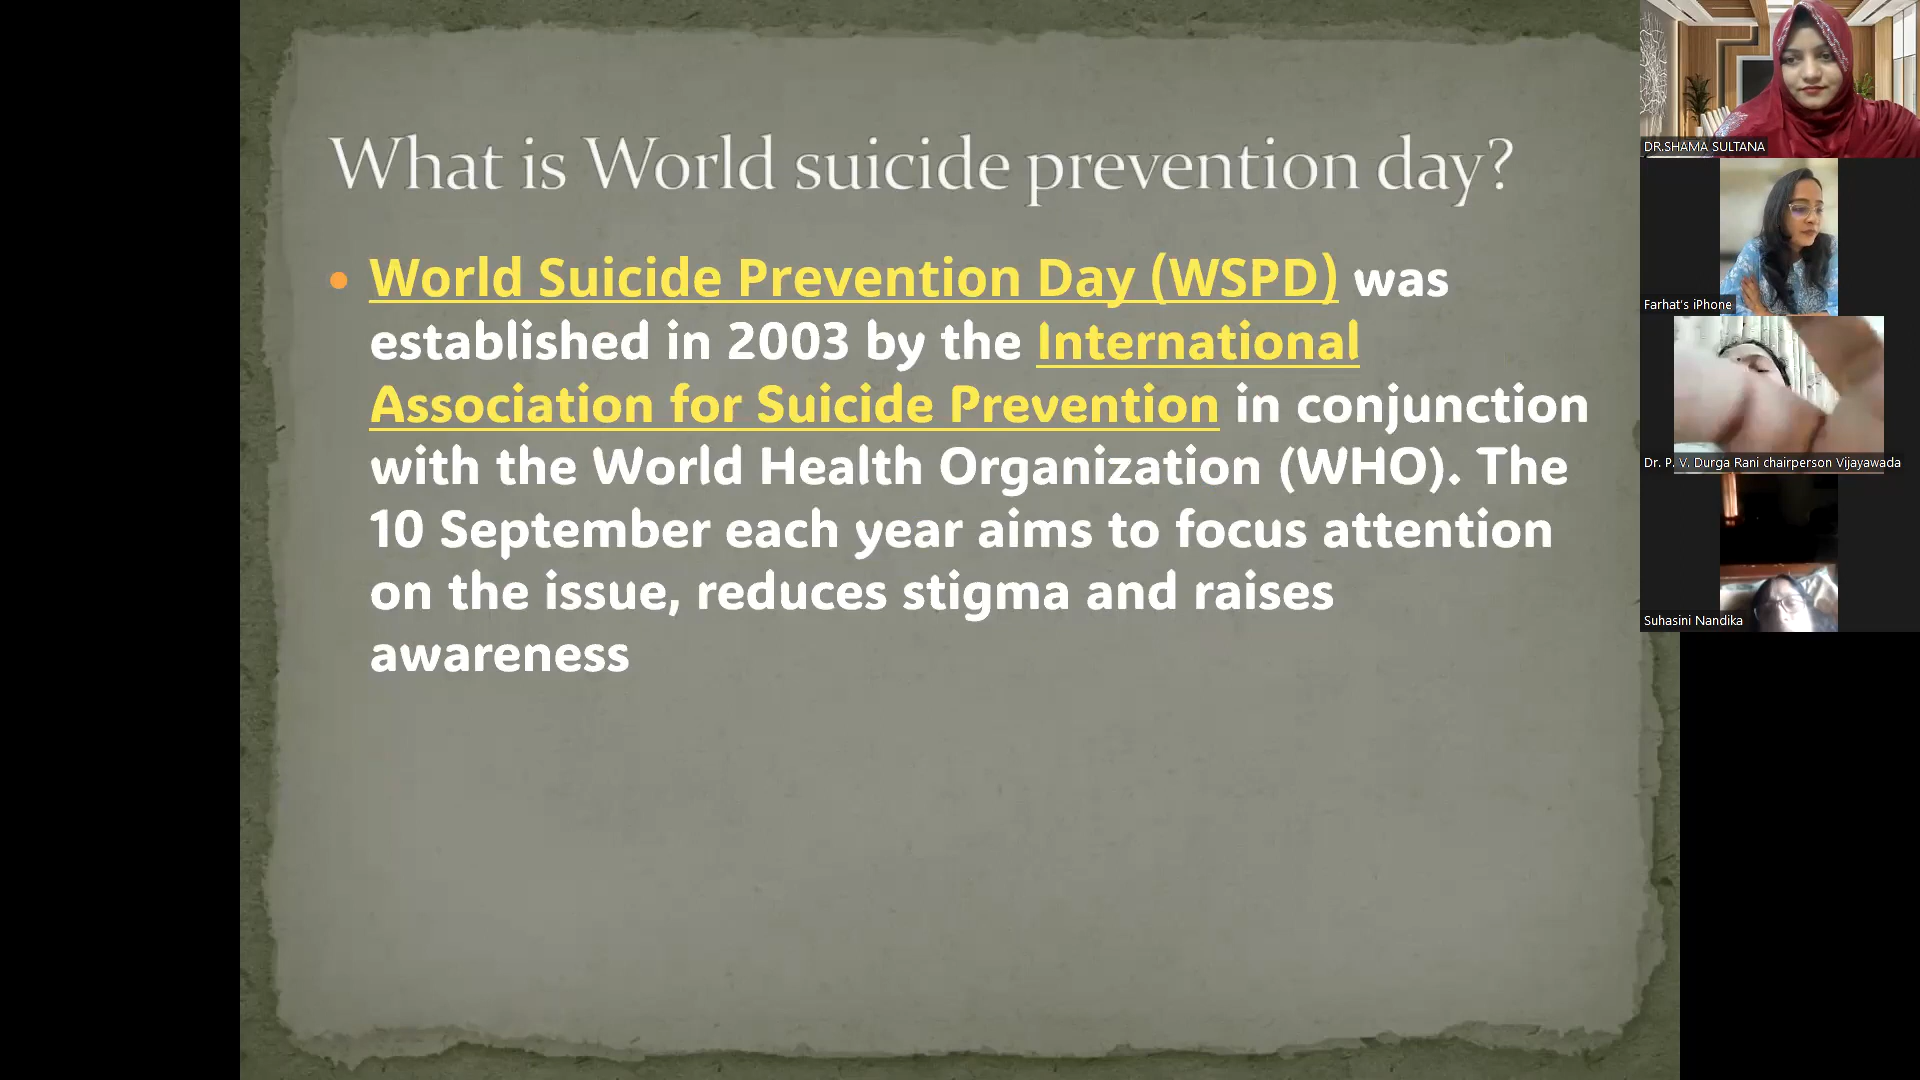 What is World suicide prevention day?
• World Suicide Prevention Day (WSPD) was
established in 2003 by the International
Association for Suicide Prevention in conjunction
with the World Health Organization (WHO). The
10 September each year aims to focus attention
on the issue, reduces stigma and raises
awareness
DR.SHAMA SULTANA
Farhat's iPhone
Dr. P. V. Durga Rani chairperson Vijayawada
Suhasini Nandika